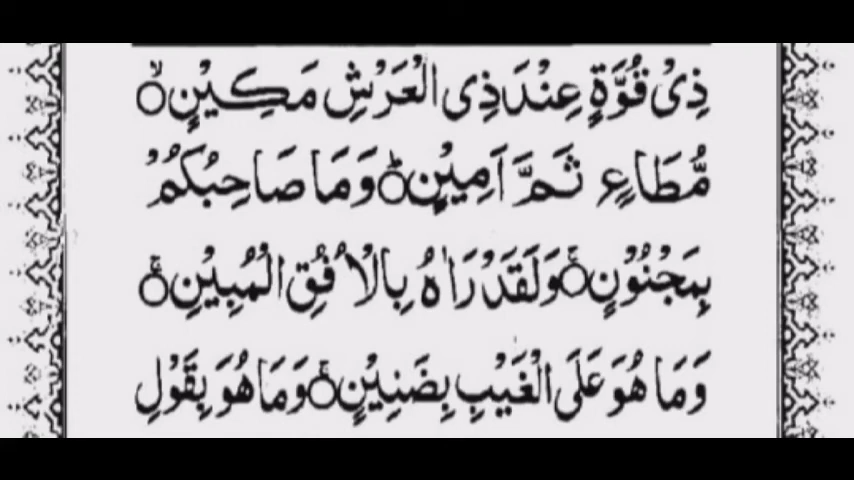 ذِیْ قُوَّةٍ عِنْدَ ذِی الْعَرْشِ مَكِیْنٍ ۙ
مُّطَاعٍ ثَمَّ اَمِیْنٍ ؕ وَ مَا صَاحِبُكُمْ
بِمَجْنُوْنٍ ۚ وَ لَقَدْ رَاٰهُ بِالْاُفُقِ الْمُبِیْنِ ۚ
وَ مَا هُوَ عَلَی الْغَیْبِ بِضَنِیْنٍ ۚ وَ مَا هُوَ بِقَوْلِ